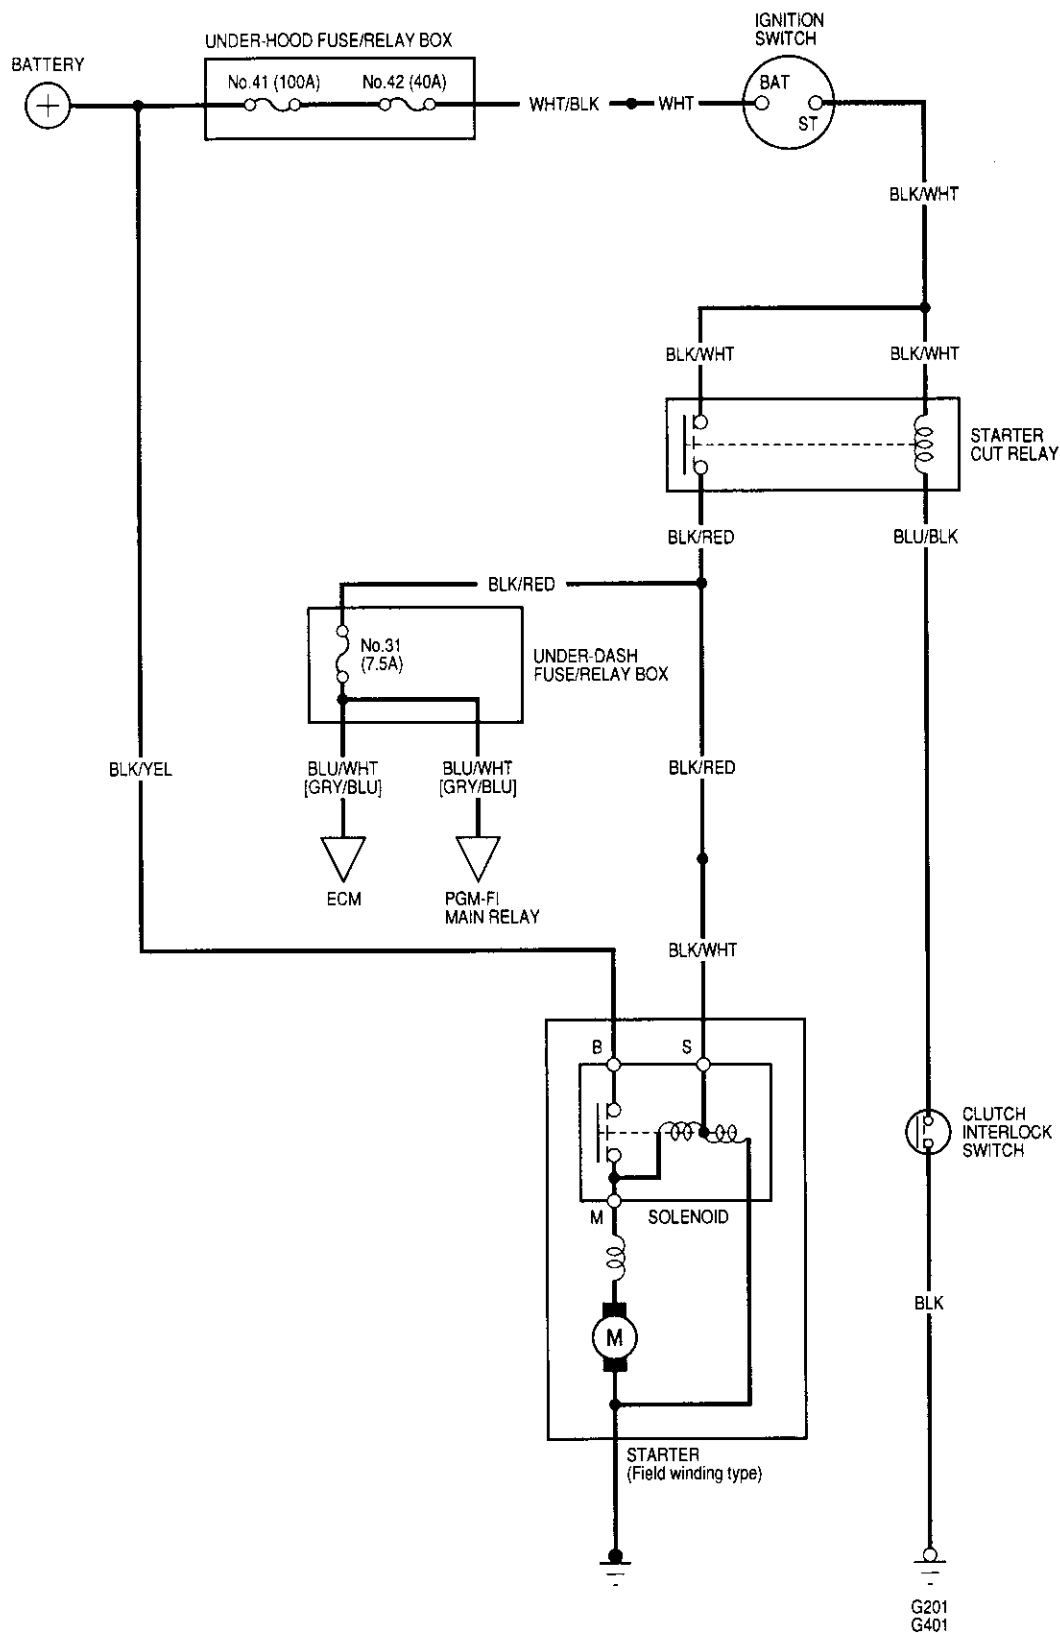 IGNITION
SWITCH
UNDER-HOOD FUSE/RELAY BOX
BATTERY
No.41 (100A)
No.42 (40A)
BAT
WHT/BLK
WHT
ST
BLK/WHT
BLK/WHT
BLK/WHT
STARTER
CUT RELAY
BLK/RED
BLU/BLK
BLK/RED
No.31
(7.5A)
UNDER-DASH
FUSE/RELAY BOX
BLK/YEL
BLU/WHT
[GRY/BLU]
BLU/WHT
[GRY/BLU]
BLK/RED
ECM
PGM-FI
MAIN RELAY
BLK/WHT
B
S
CLUTCH
INTERLOCK
SWITCH
M
SOLENOID
BLK
M
STARTER
(Field winding type)
G201
G401